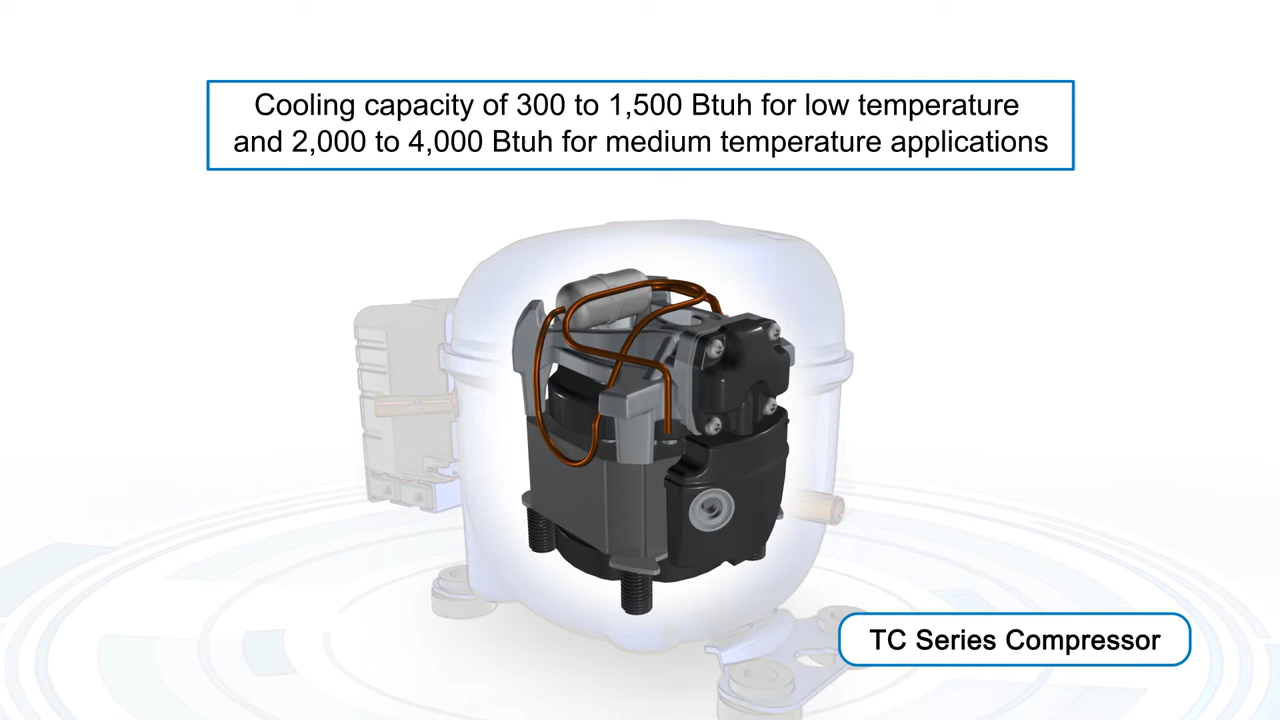 Cooling capacity of 300 to 1,500 Btuh for low temperature
and 2,000 to 4,000 Btuh for medium temperature applications
TC Series Compressor